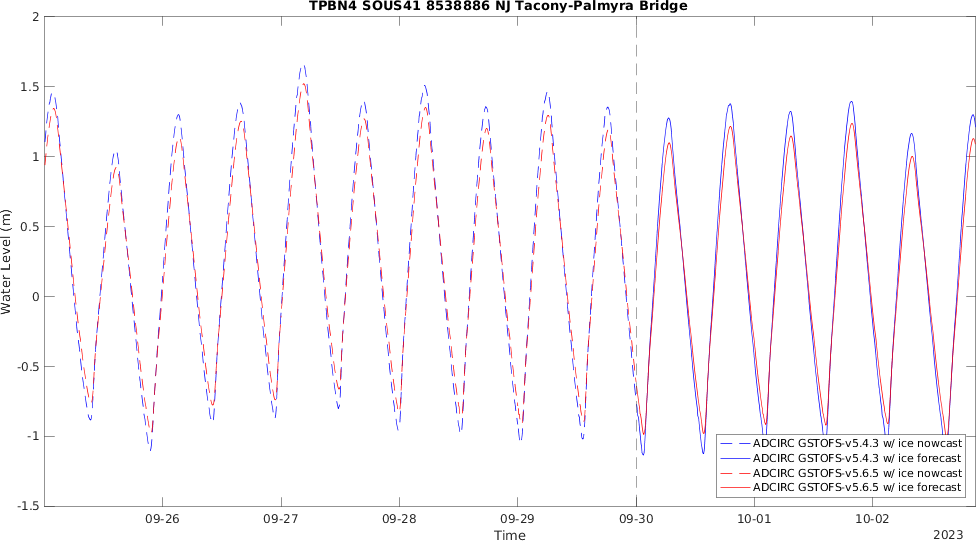 TPBN4 SOUS41 8538886 NJ Tacony-Palmyra Bridge
2
1.5
1
0.5
0
-0.5
-1
-1.5
Water Level (m)
09-26 09-27 09-28 09-29 09-30 10-01 10-02
Time
2023
ADCIRC GSTOFS-v5.4.3 w/ ice nowcast
ADCIRC GSTOFS-v5.4.3 w/ ice forecast
ADCIRC GSTOFS-v5.6.5 w/ ice nowcast
ADCIRC GSTOFS-v5.6.5 w/ ice forecast